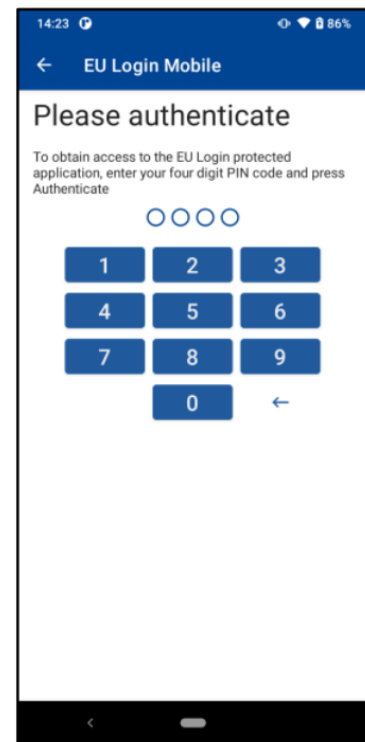 14:23 86%
EU Login Mobile
Please authenticate
To obtain access to the EU Login protected
application, enter your four digit PIN code and press
Authenticate
1 2 3
4 5 6
7 8 9
0